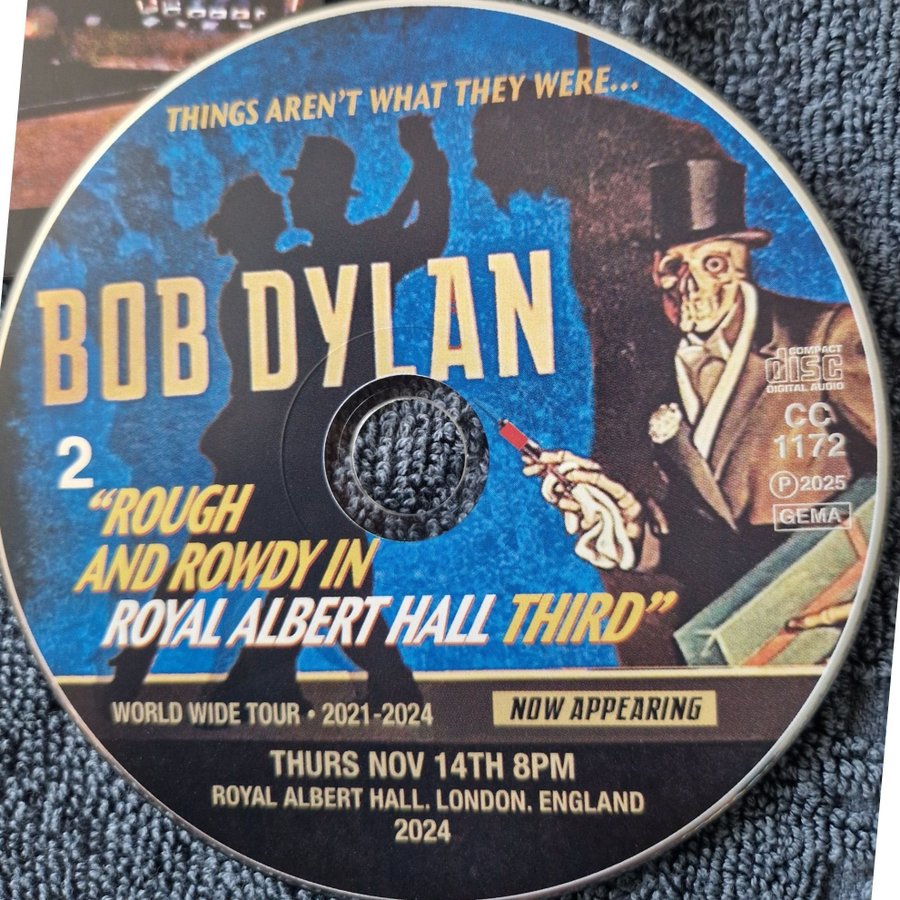 THINGS AREN'T WHAT THEY WERE...
BOB DYLAN
COMPACT
disc
DIGITAL AUDIO
CC
1172
Ⓟ2025
GEMA
2
"ROUGH
AND ROWDY IN
ROYAL ALBERT HALL THIRD"
WORLD WIDE TOUR • 2021-2024
NOW APPEARING
THURS NOV 14TH 8PM
ROYAL ALBERT HALL. LONDON. ENGLAND
2024